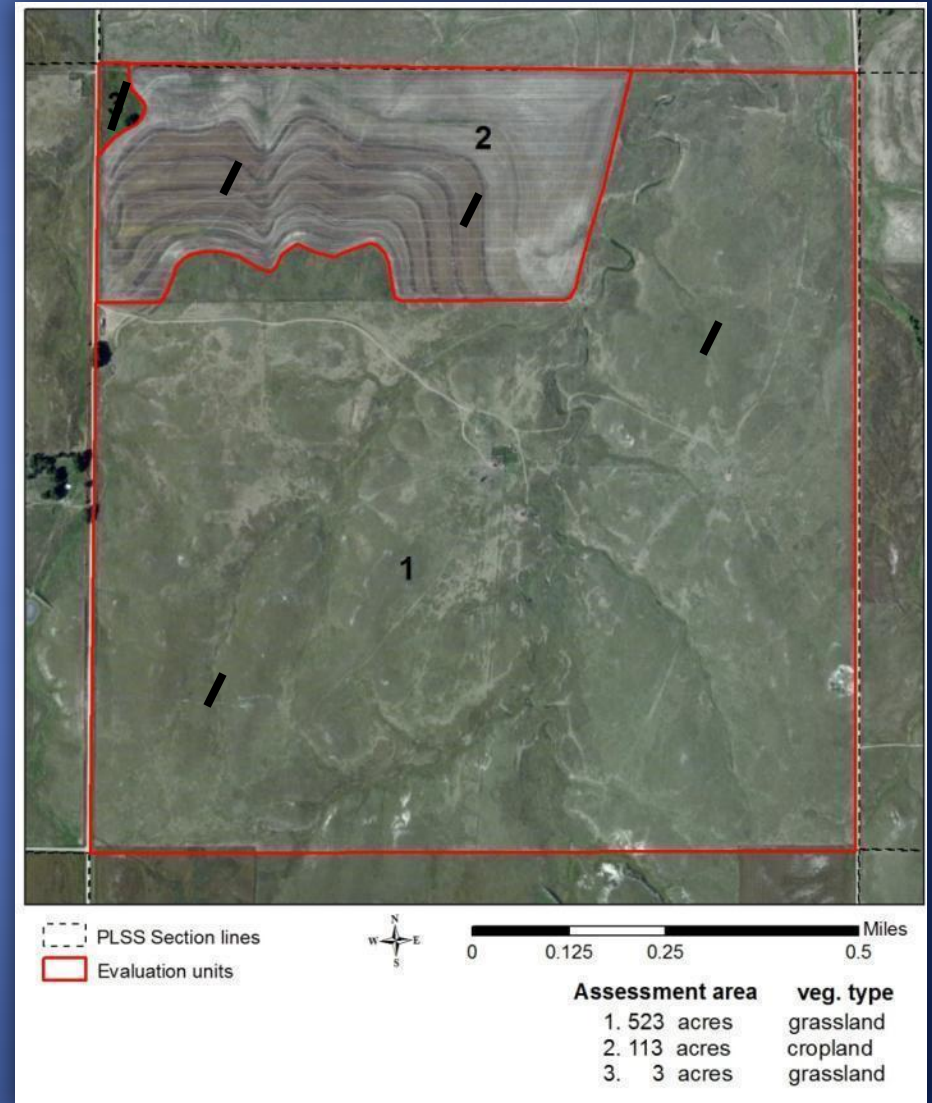 3
2
1
PLSS Section lines
Evaluation units
N
W E
S
Miles
0 0.125 0.25 0.5
Assessment area veg. type
1. 523 acres grassland
2. 113 acres cropland
3. 3 acres grassland